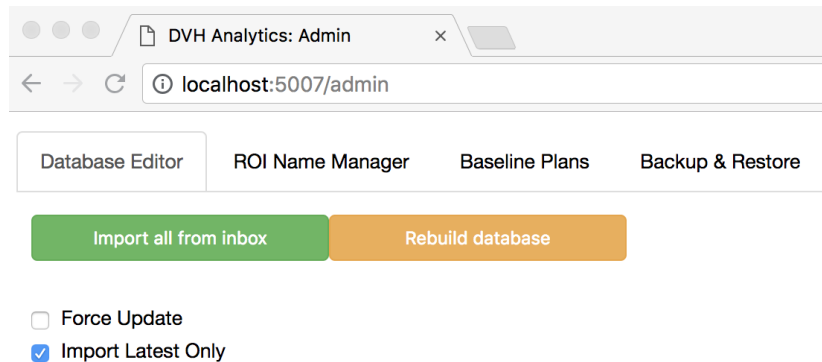 DVH Analytics: Admin
localhost:5007/admin
Database Editor ROI Name Manager Baseline Plans Backup & Restore
Import all from inbox Rebuild database
Force Update
Import Latest Only